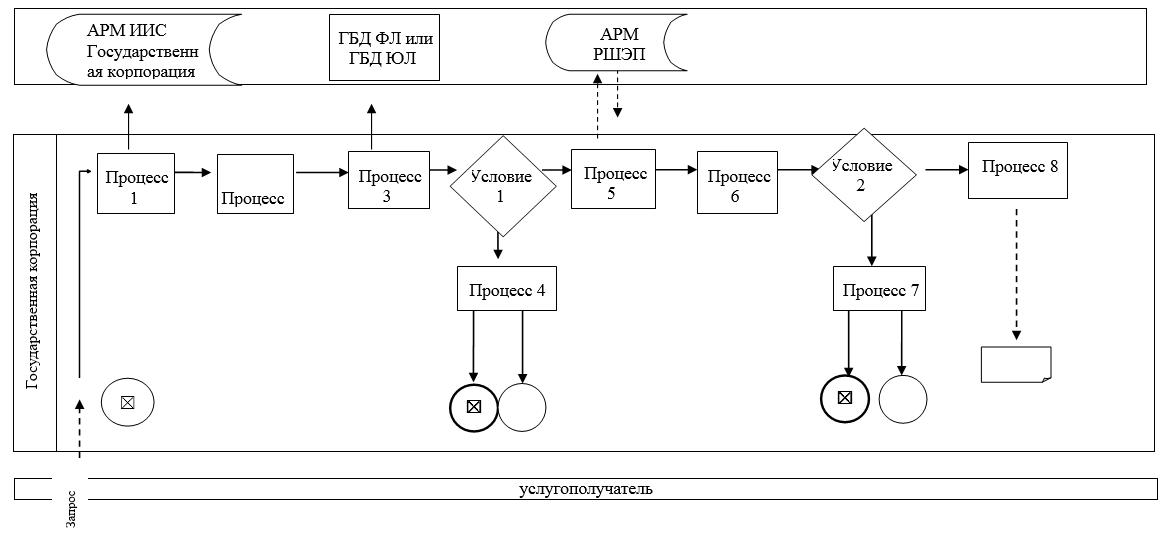 АРМ ИИС
Государственн
ая корпорация
ГБД ФЛ или
ГБД ЮЛ
АРМ
РШЭП
Государственная корпорация
Процесс
1
Процесс
Процесс
3
Условие
1
Процесс
5
Процесс
6
Условие
2
Процесс 8
Процесс 4
Процесс 7
Запрос
услугополучатель